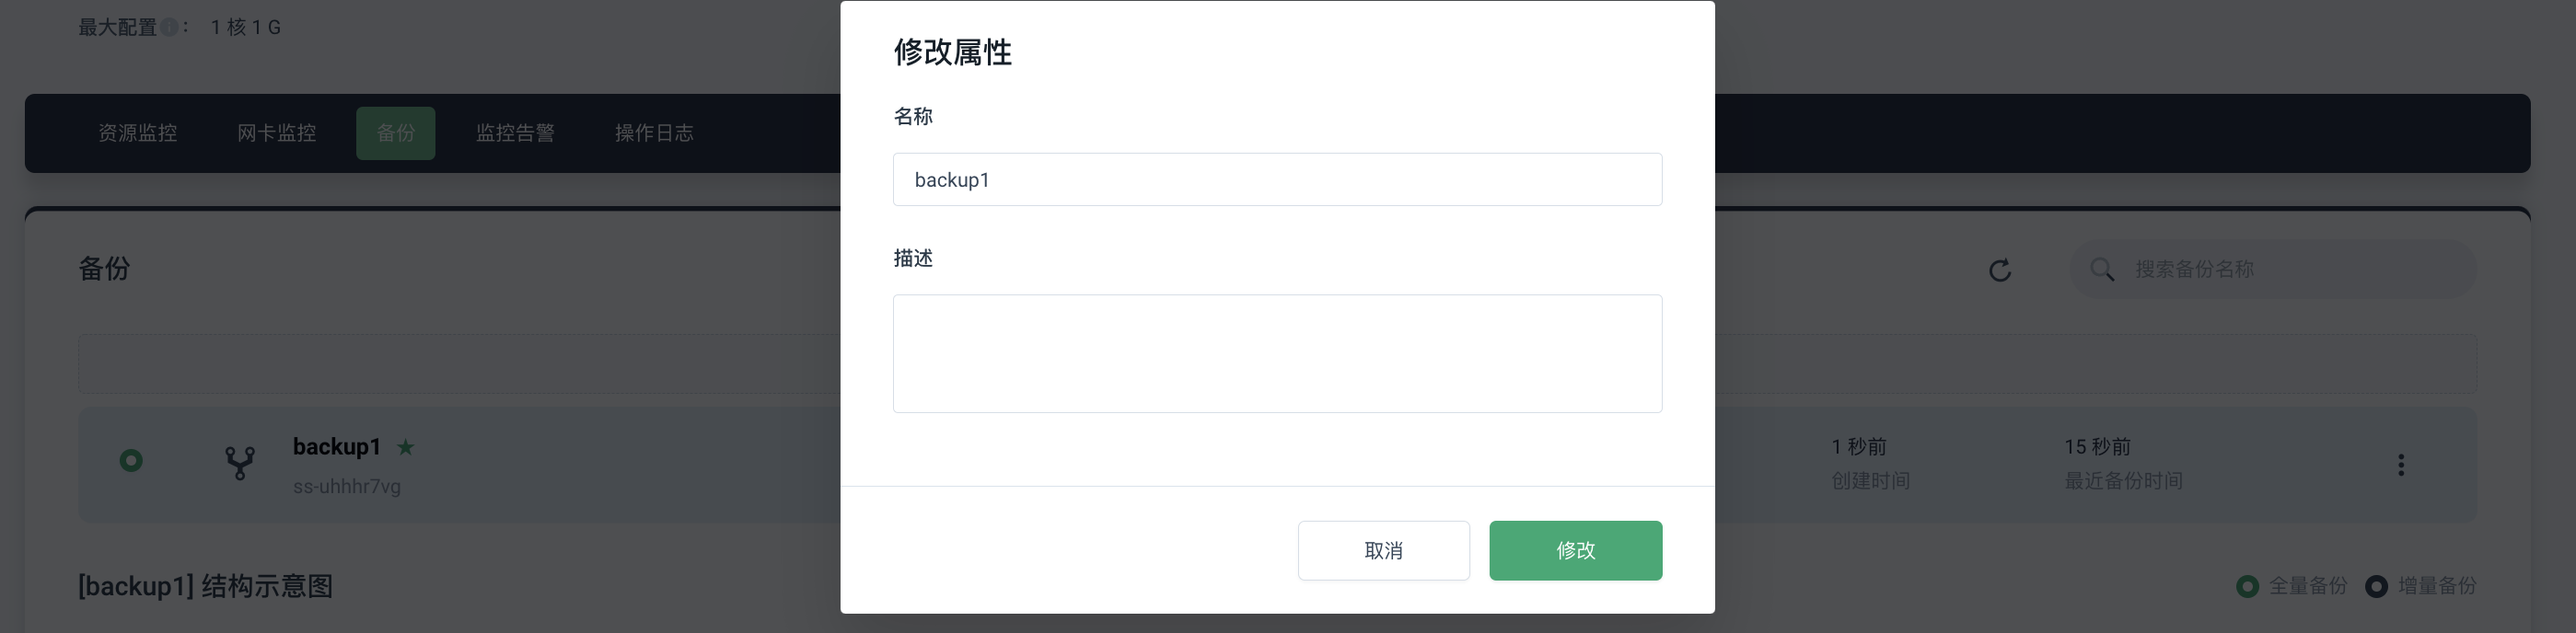 最大配置 : 1 核 1 G
资源监控 网卡监控 备份 监控告警 操作日志
备份
搜索备份名称
backup1
ss-uhhhr7vg
1 秒前
创建时间
15 秒前
最近备份时间
[backup1] 结构示意图
全量备份 增量备份
修改属性
名称
backup1
描述
取消 修改